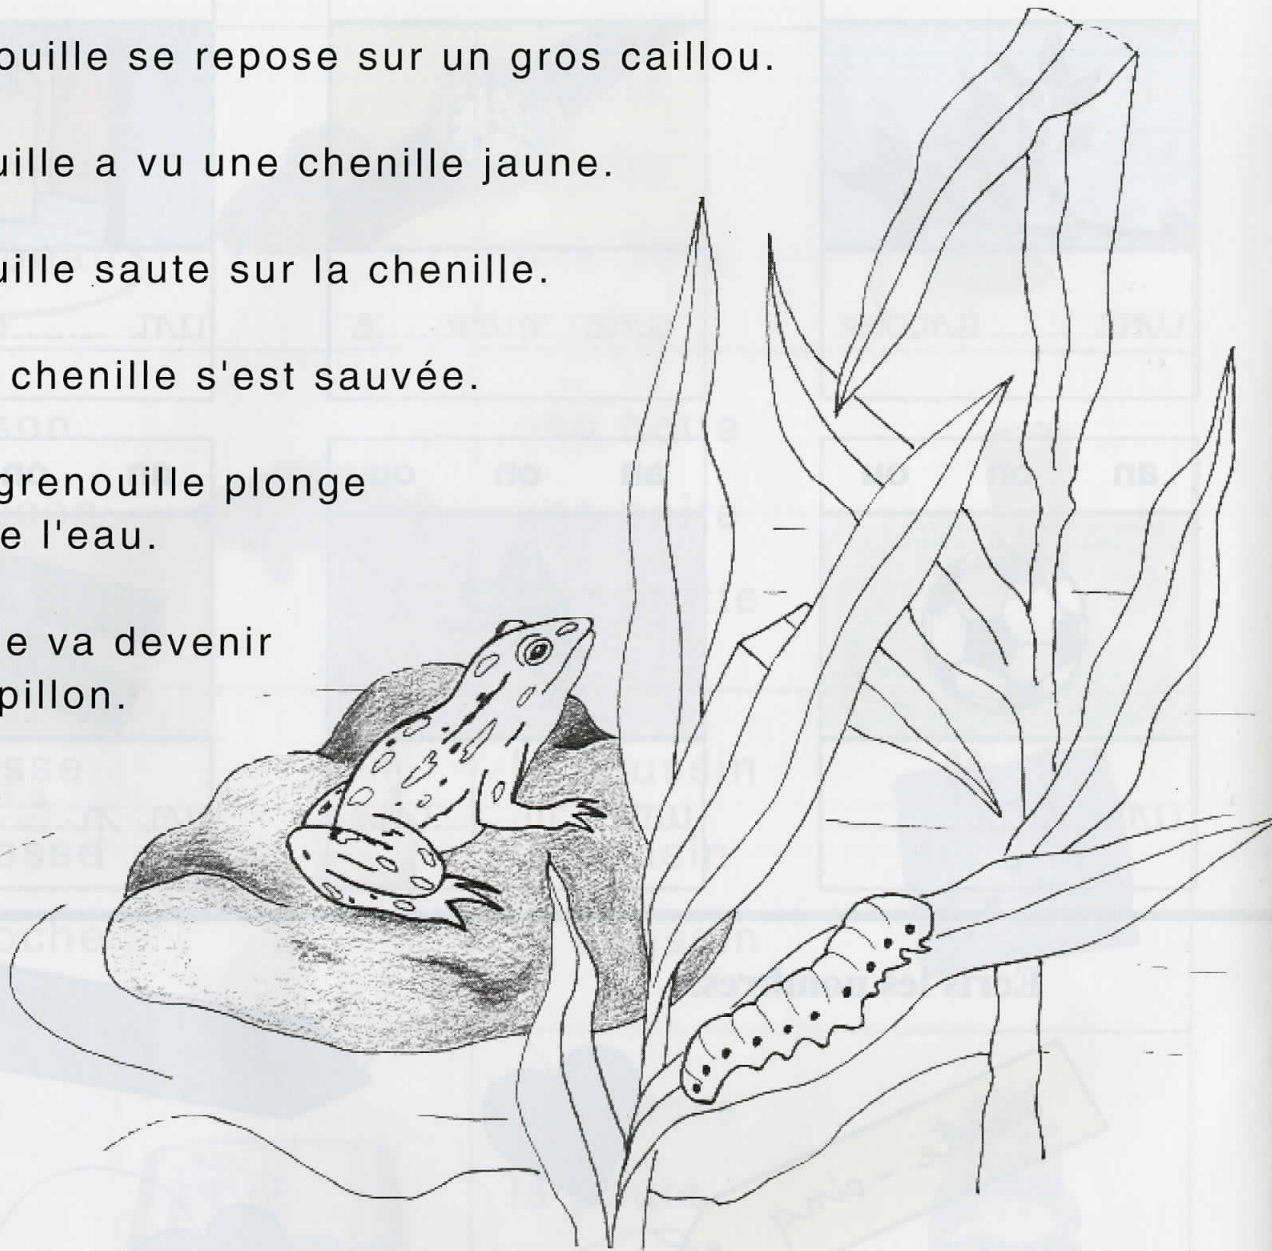 ouille se repose sur un gros caillou.
uille a vu une chenille jaune.
uille saute sur la chenille.
chenille s'est sauvée.
grenouille plonge
e l'eau.
e va devenir
pillon.